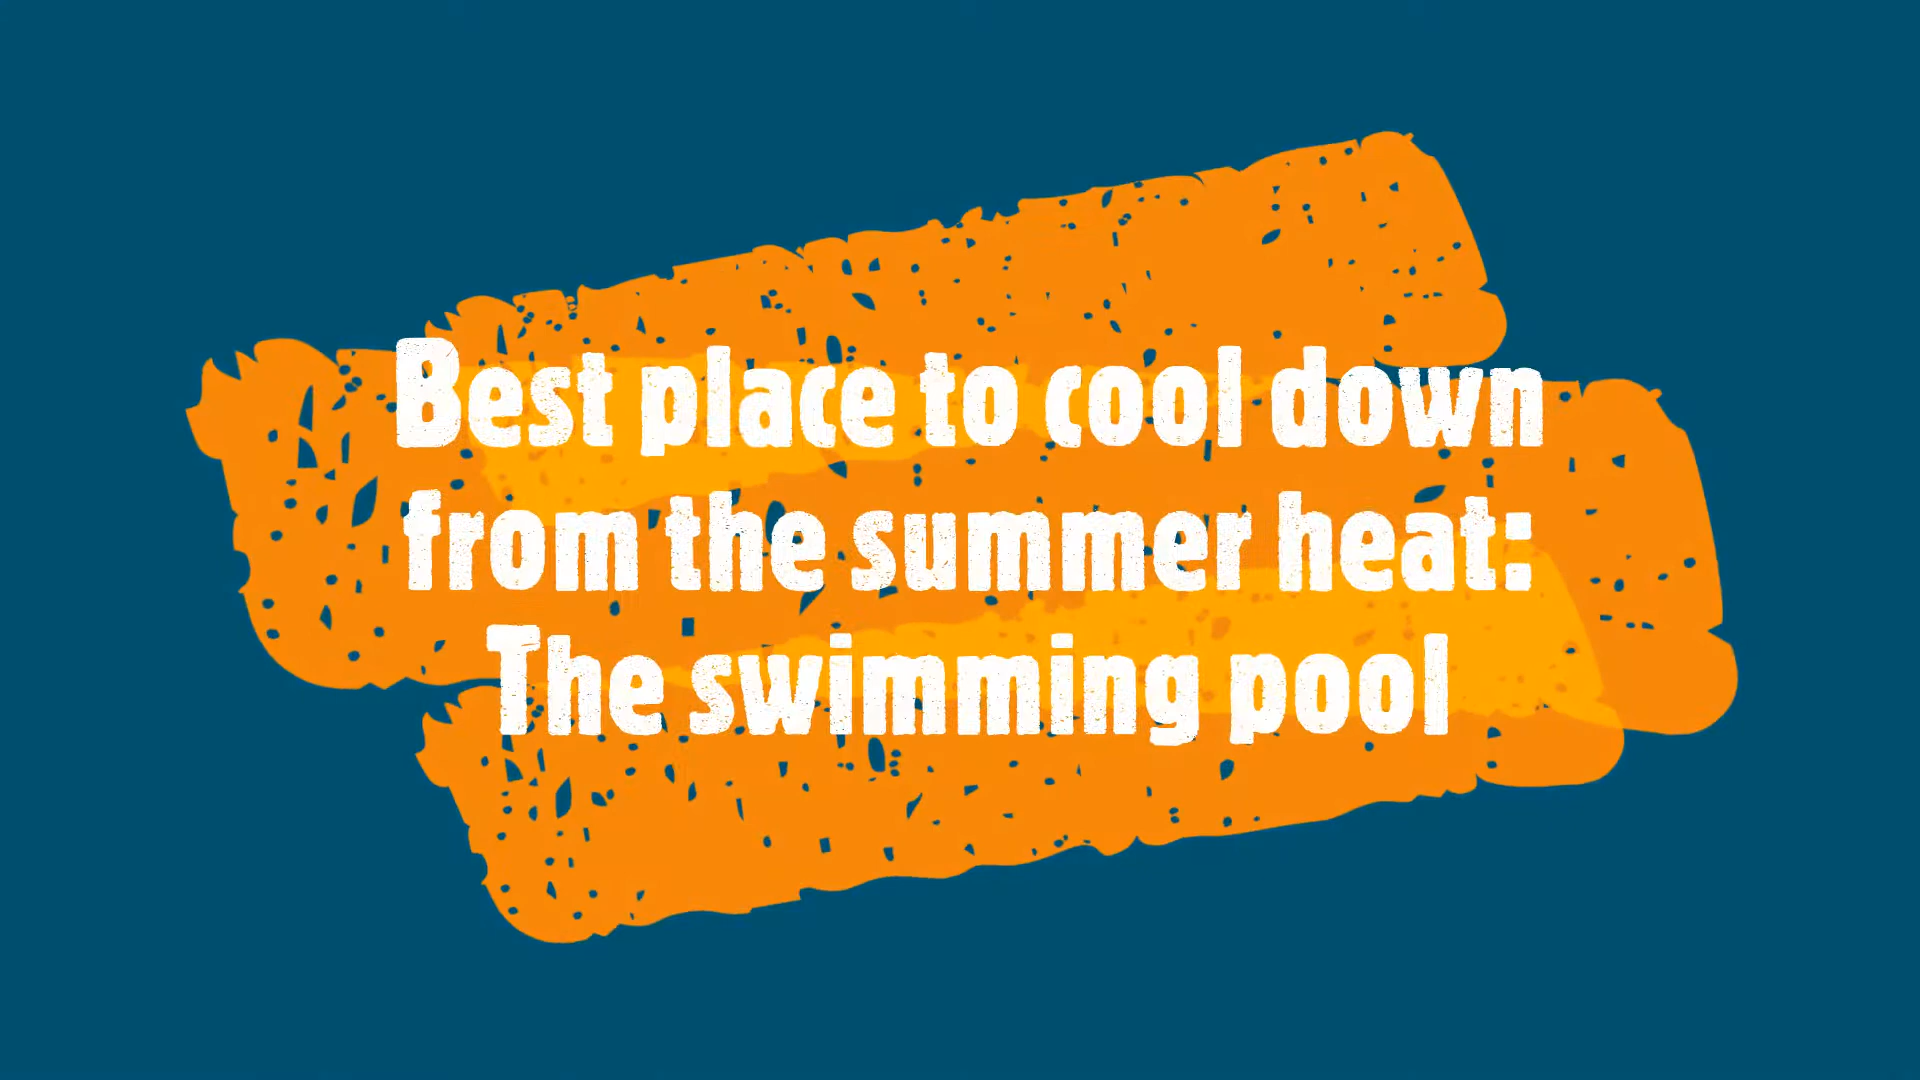 Best place to cool down
from the summer heat:
The swimming pool